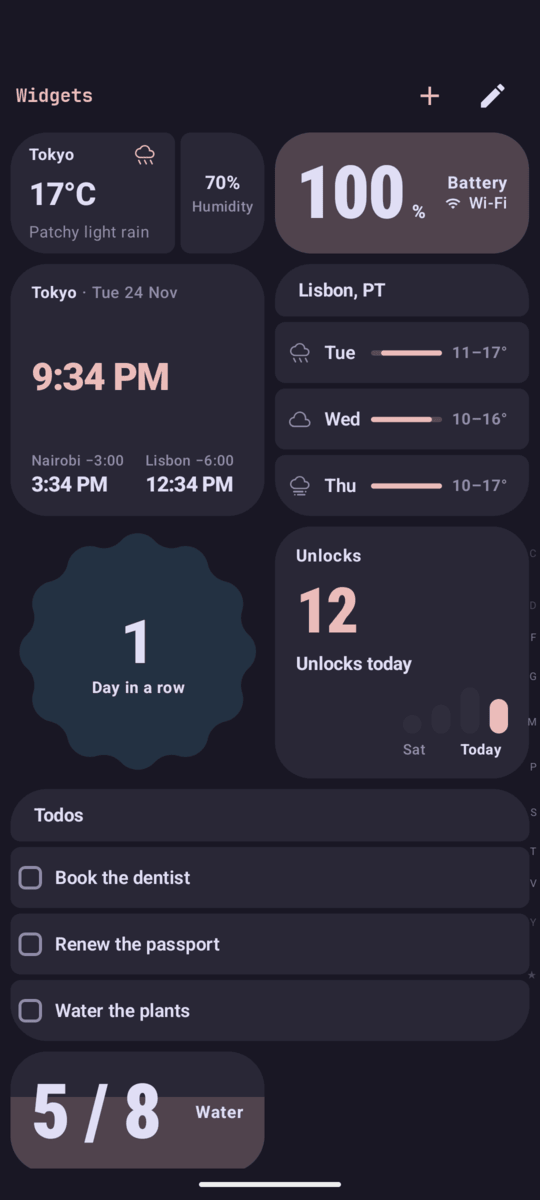 Widgets
Tokyo
17°C
Patchy light rain
70%
Humidity
100 %
Battery
Wi-Fi
Tokyo · Tue 24 Nov
9:34 PM
Nairobi −3:00
3:34 PM
Lisbon −6:00
12:34 PM
Lisbon, PT
Tue 11–17°
Wed 10–16°
Thu 10–17°
1
Day in a row
Unlocks
12
Unlocks today
Sat Today
Todos
Book the dentist
Renew the passport
Water the plants
5 / 8
Water
C
D
F
G
M
P
S
T
V
Y